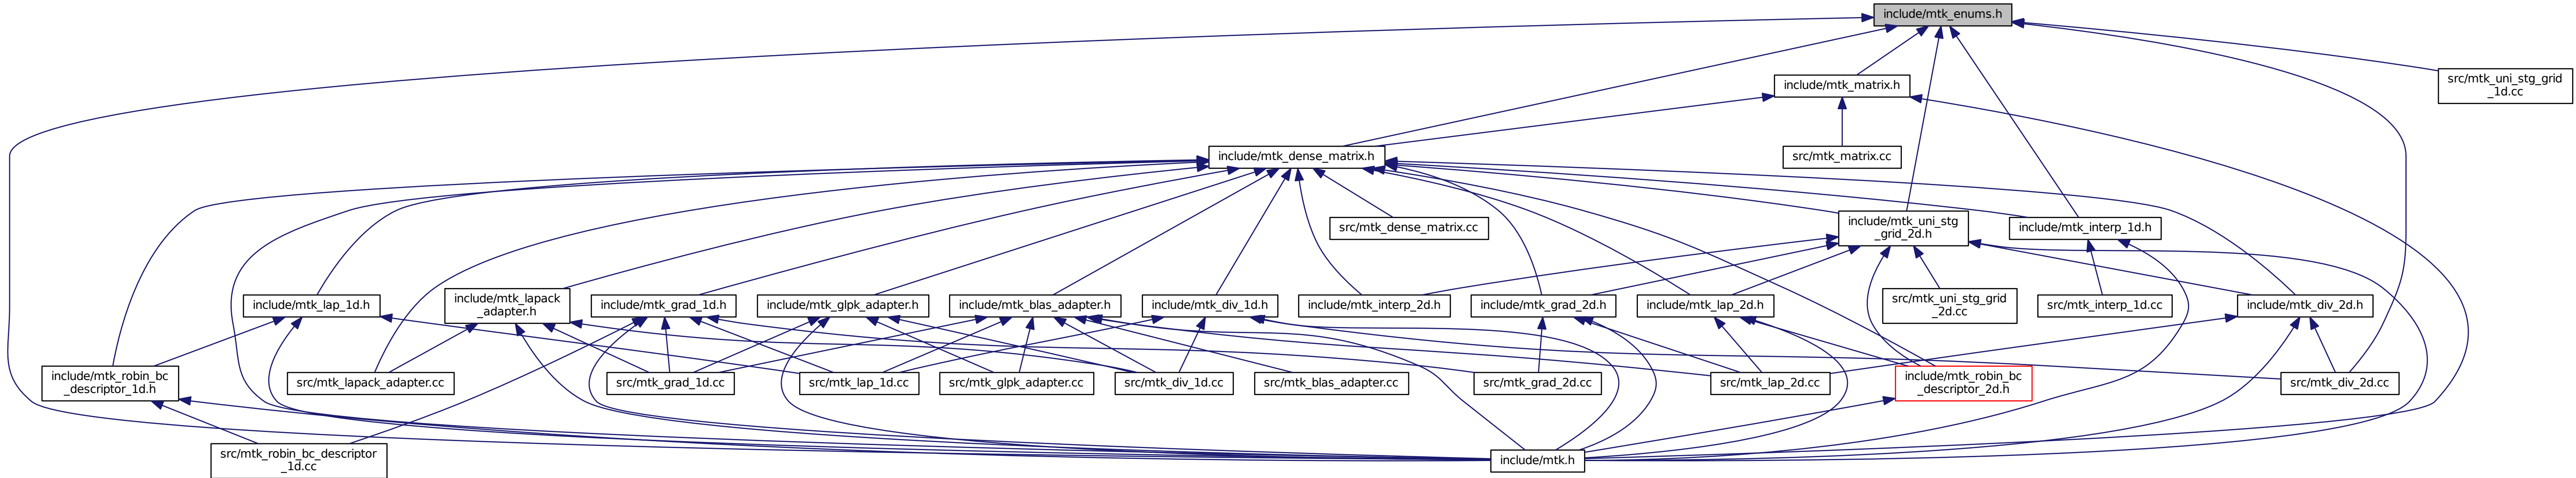 include/mtk_enums.h
include/mtk_matrix.h
src/mtk_uni_stg_grid
_1d.cc
include/mtk_dense_matrix.h
src/mtk_matrix.cc
src/mtk_dense_matrix.cc
include/mtk_uni_stg
_grid_2d.h
include/mtk_interp_1d.h
include/mtk_lap_1d.h
include/mtk_lapack
_adapter.h
include/mtk_grad_1d.h
include/mtk_glpk_adapter.h
include/mtk_blas_adapter.h
include/mtk_div_1d.h
include/mtk_interp_2d.h
include/mtk_grad_2d.h
include/mtk_lap_2d.h
src/mtk_uni_stg_grid
_2d.cc
src/mtk_interp_1d.cc
include/mtk_div_2d.h
include/mtk_robin_bc
_descriptor_1d.h
src/mtk_lapack_adapter.cc
src/mtk_grad_1d.cc
src/mtk_lap_1d.cc
src/mtk_glpk_adapter.cc
src/mtk_div_1d.cc
src/mtk_blas_adapter.cc
src/mtk_grad_2d.cc
src/mtk_lap_2d.cc
include/mtk_robin_bc
_descriptor_2d.h
src/mtk_div_2d.cc
src/mtk_robin_bc_descriptor
_1d.cc
include/mtk.h